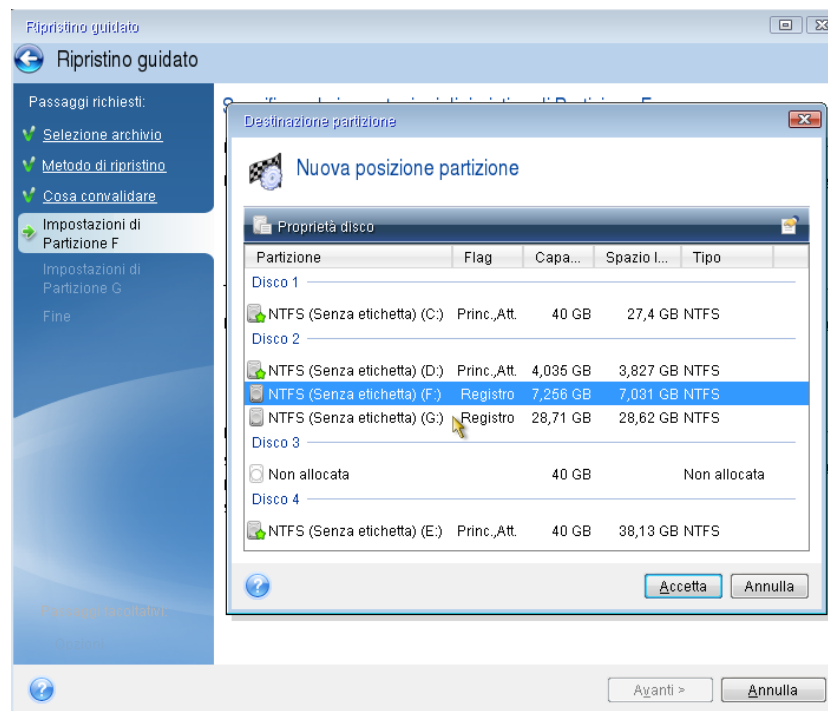 Ripristino guidato
Ripristino guidato
Passaggi richiesti:
Selezione archivio
Metodo di ripristino
Cosa convalidare
Impostazioni di
Partizione F
Impostazioni di
Partizione G
Fine
Destinazione partizione
Nuova posizione partizione
Proprietà disco
Partizione Flag Capa... Spazio l... Tipo
Disco 1
NTFS (Senza etichetta) (C:) Princ.,Att. 40 GB 27,4 GB NTFS
Disco 2
NTFS (Senza etichetta) (D:) Princ.,Att. 4,035 GB 3,827 GB NTFS
NTFS (Senza etichetta) (F:) Registro 7,256 GB 7,031 GB NTFS
NTFS (Senza etichetta) (G:) Registro 28,71 GB 28,62 GB NTFS
Disco 3
Non allocata 40 GB Non allocata
Disco 4
NTFS (Senza etichetta) (E:) Princ.,Att. 40 GB 38,13 GB NTFS
Accetta Annulla
Avanti > Annulla